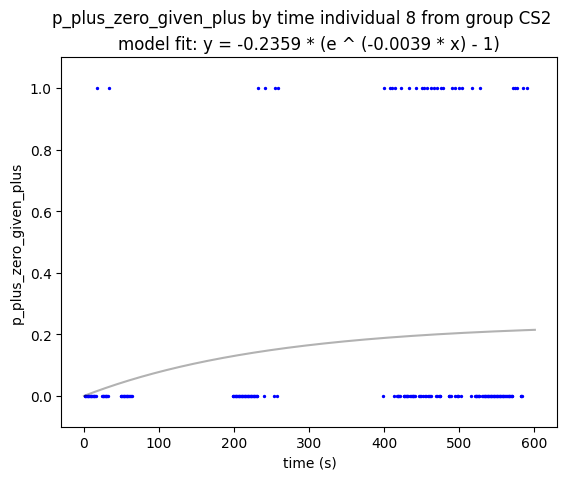 p_plus_zero_given_plus by time individual 8 from group CS2
model fit: y = -0.2359 * (e ^ (-0.0039 * x) - 1)
p_plus_zero_given_plus
1.0
0.8
0.6
0.4
0.2
0.0
0 100 200 300 400 500 600
time (s)